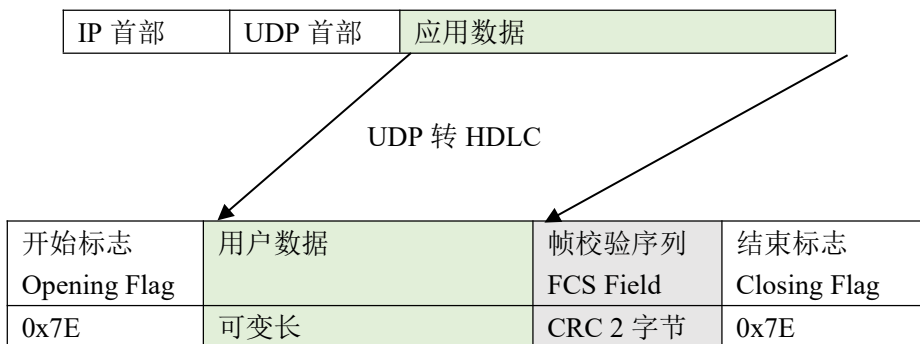 IP 首部 UDP 首部 应用数据
UDP 转 HDLC
开始标志 用户数据 帧校验序列 结束标志
Opening Flag FCS Field Closing Flag
0x7E 可变长 CRC 2 字节 0x7E